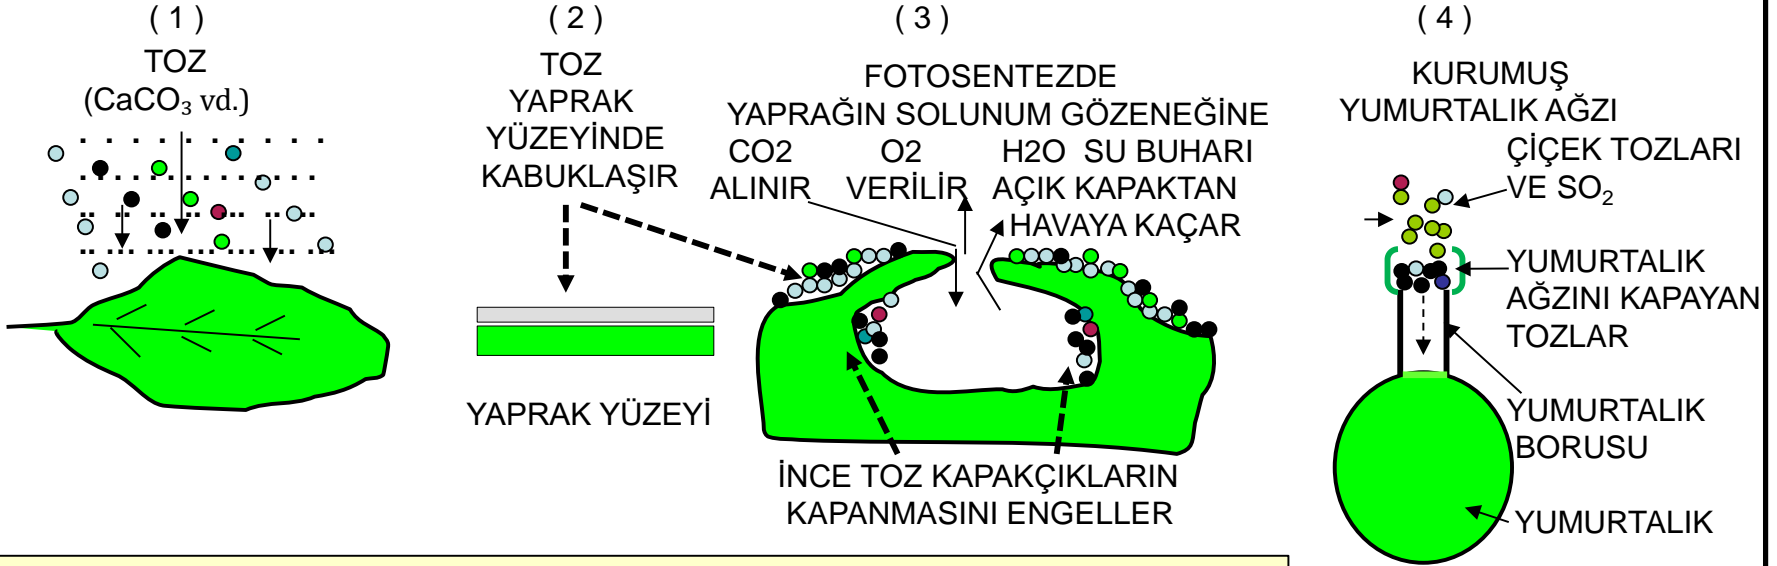 ( 1 )
TOZ
(CaCO₃ vd.)
( 2 )
TOZ
YAPRAK
YÜZEYİNDE
KABUKLAŞIR
YAPRAK YÜZEYİ
( 3 )
FOTOSENTEZDE
YAPRAĞIN SOLUNUM GÖZENEĞİNE
CO2 O2 H2O SU BUHARI
ALINIR VERİLİR AÇIK KAPAKTAN
HAVAYA KAÇAR
İNCE TOZ KAPAKÇIKLARIN
KAPANMASINI ENGELLER
( 4 )
KURUMUŞ
YUMURTALIK AĞZI
ÇİÇEK TOZLARI
VE SO₂
YUMURTALIK
AĞZINI KAPAYAN
TOZLAR
YUMURTALIK
BORUSU
YUMURTALIK